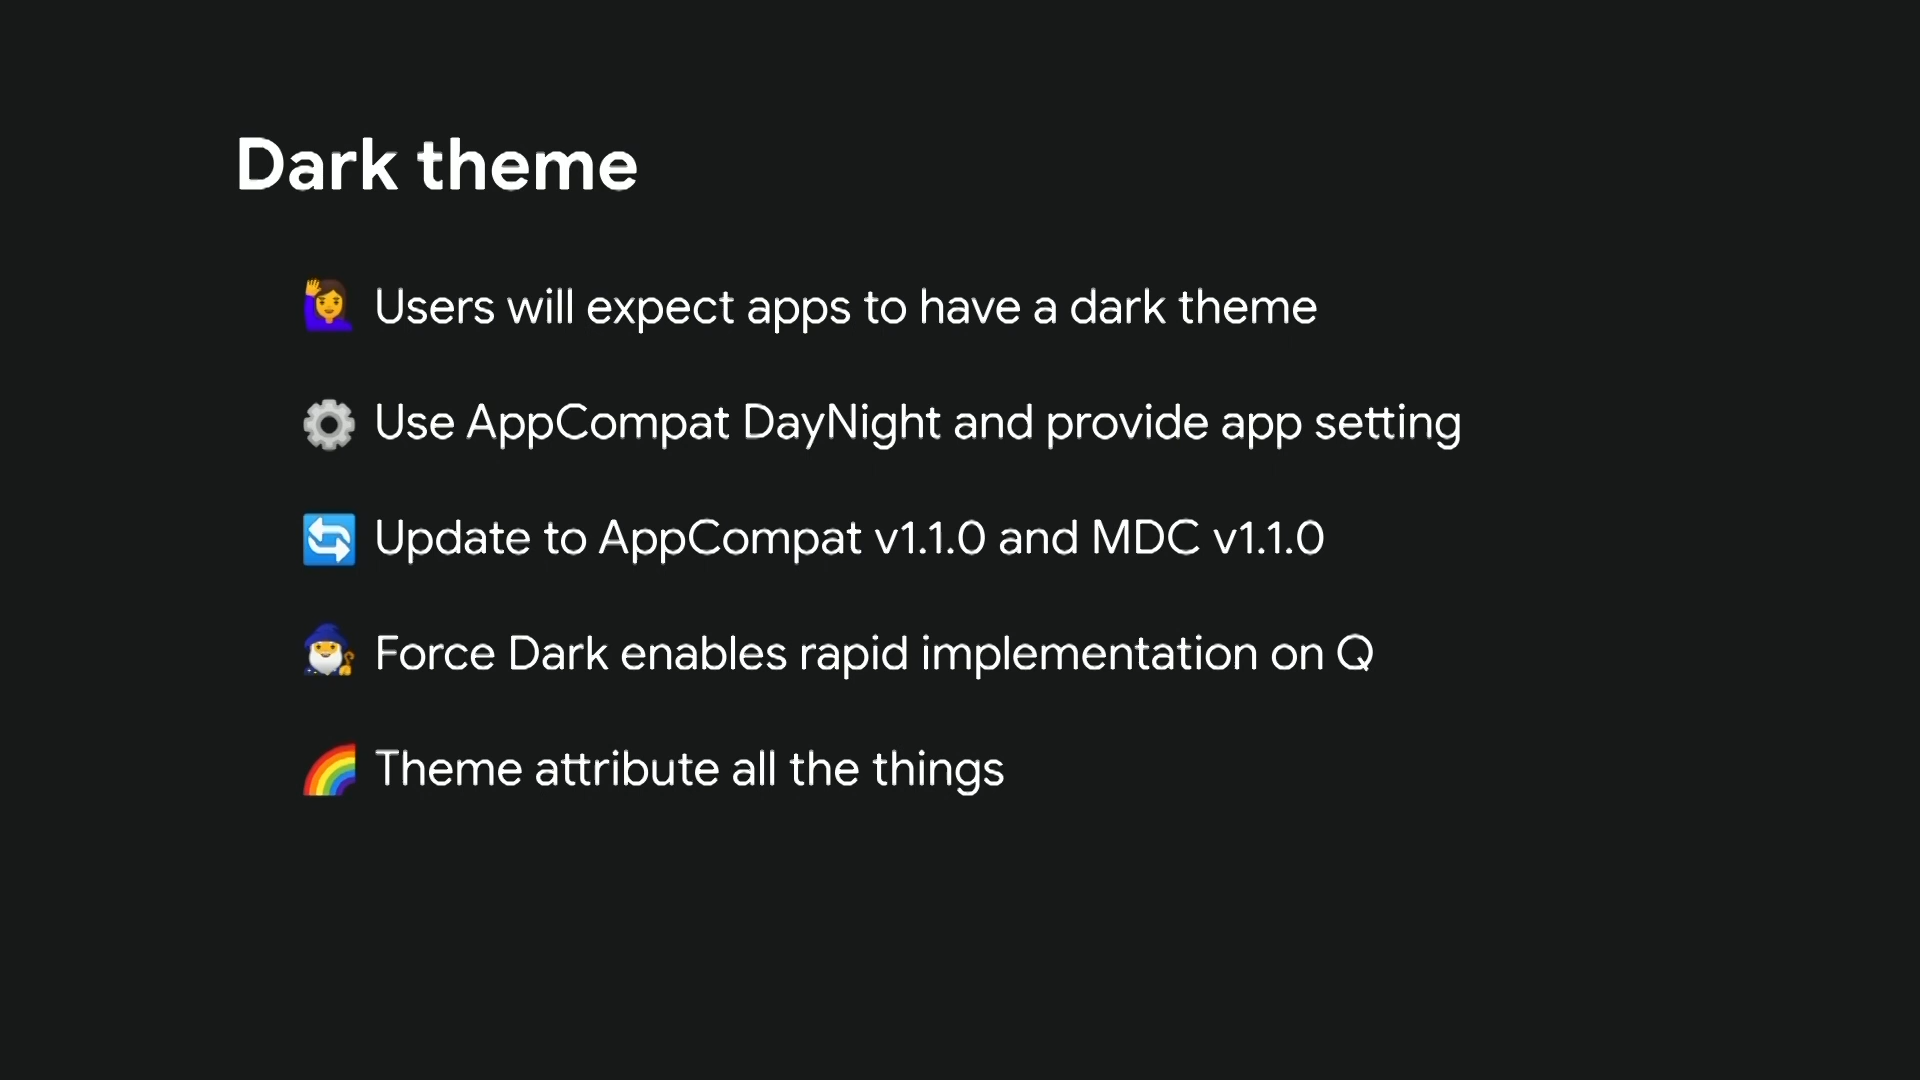 Dark theme
Users will expect apps to have a dark theme
Use AppCompat DayNight and provide app setting
Update to AppCompat v1.1.0 and MDC v1.1.0
Force Dark enables rapid implementation on Q
Theme attribute all the things